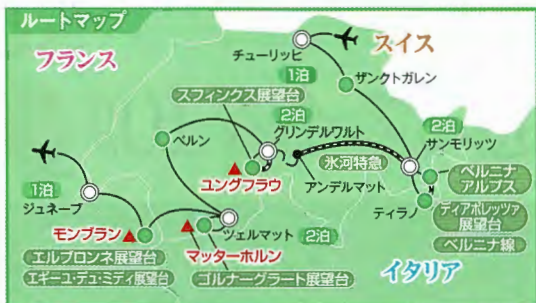 ルートマップ
フランス
スイス
チューリッヒ
1泊
ザンクトガレン
スフィンクス展望台
2泊
グリンデルワルト
2泊
サンモリッツ
ベルン
氷河特急
アンデルマット
ユングフラウ
ベルニナ
アルプス
ティラノ
ディアボレッツァ
展望台
ベルニナ線
1泊
ジュネーブ
モンブラン
エルブロンネ展望台
エギーユ・デュ・ミディ展望台
ツェルマット
2泊
マッターホルン
ゴルナーグラート展望台
イタリア